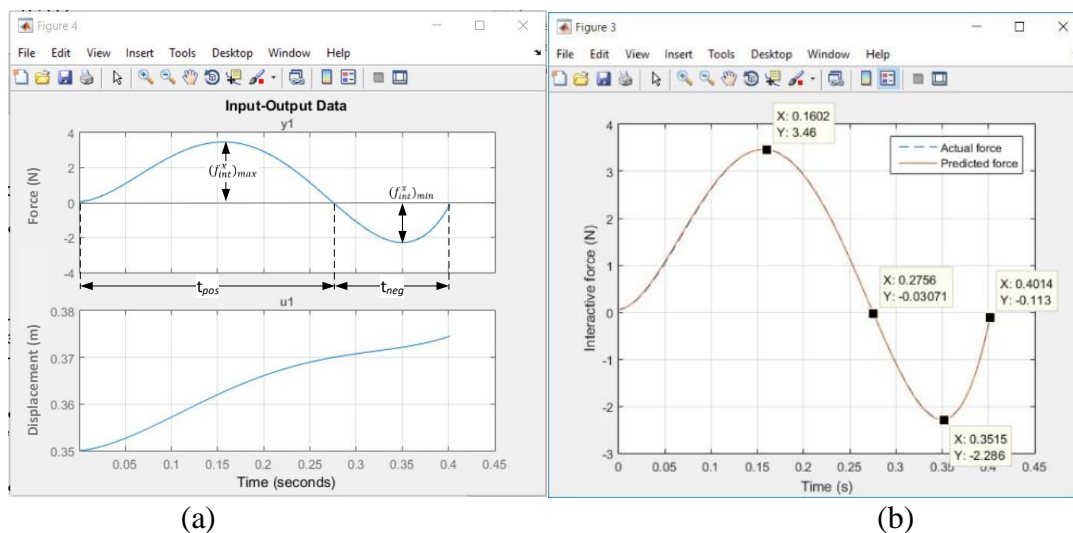 Figure 4
File Edit View Insert Tools Desktop Window Help
Input-Output Data
y1
Force (N)
4
2
0
-2
-4
(f_int^x)max
(f_int^x)min
t_pos
t_neg
u1
Displacement (m)
0.38
0.37
0.36
0.35
0.05 0.1 0.15 0.2 0.25 0.3 0.35 0.4 0.45
Time (seconds)
(a)
Figure 3
File Edit View Insert Tools Desktop Window Help
X: 0.1602
Y: 3.46
Actual force
Predicted force
X: 0.2756
Y: -0.03071
X: 0.4014
Y: -0.113
X: 0.3515
Y: -2.286
Interactive force (N)
4
3
2
1
0
-1
-2
-3
0 0.05 0.1 0.15 0.2 0.25 0.3 0.35 0.4 0.45
Time (s)
(b)